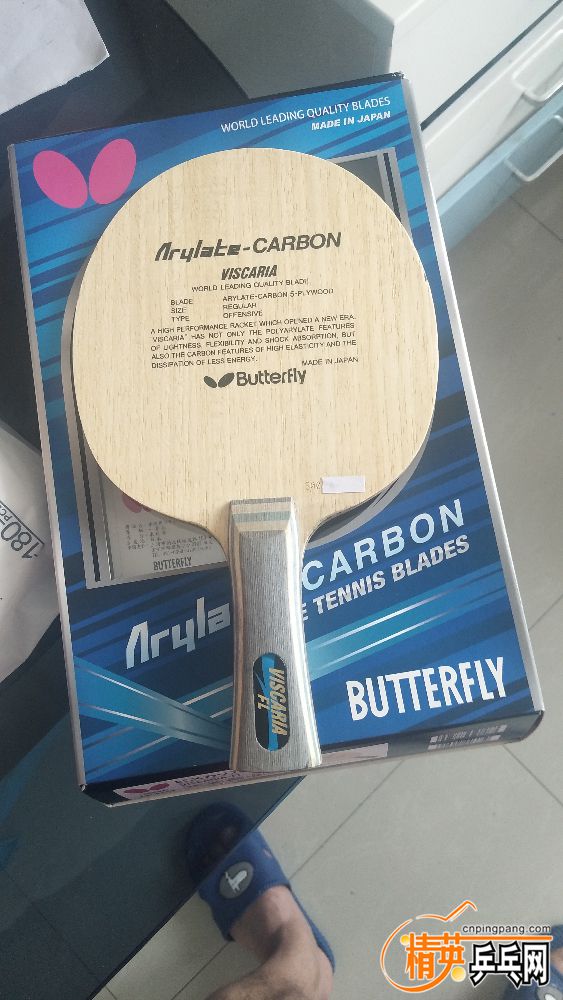 WORLD LEADING QUALITY BLADES
MADE IN JAPAN
Arylate-CARBON
VISCARIA
WORLD LEADING QUALITY BLADE
BLADE ARYLATE-CARBON 5-PLYWOOD
SIZE REGULAR
TYPE OFFENSIVE
A HIGH PERFORMANCE RACKET WHICH OPENED A NEW ERA.
"VISCARIA" HAS NOT ONLY THE POLYARYLATE FEATURES
OF LIGHTNESS, FLEXIBILITY AND SHOCK ABSORPTION, BUT
ALSO THE CARBON FEATURES OF HIGH ELASTICITY AND THE
DISSIPATION OF LESS ENERGY.
MADE IN JAPAN
Butterfly
180PC
BUTTERFLY
Aryla CARBON
E TENNIS BLADES
VISCARIA
FL
BUTTERFLY
cnpingpang.com
精英乒乓网